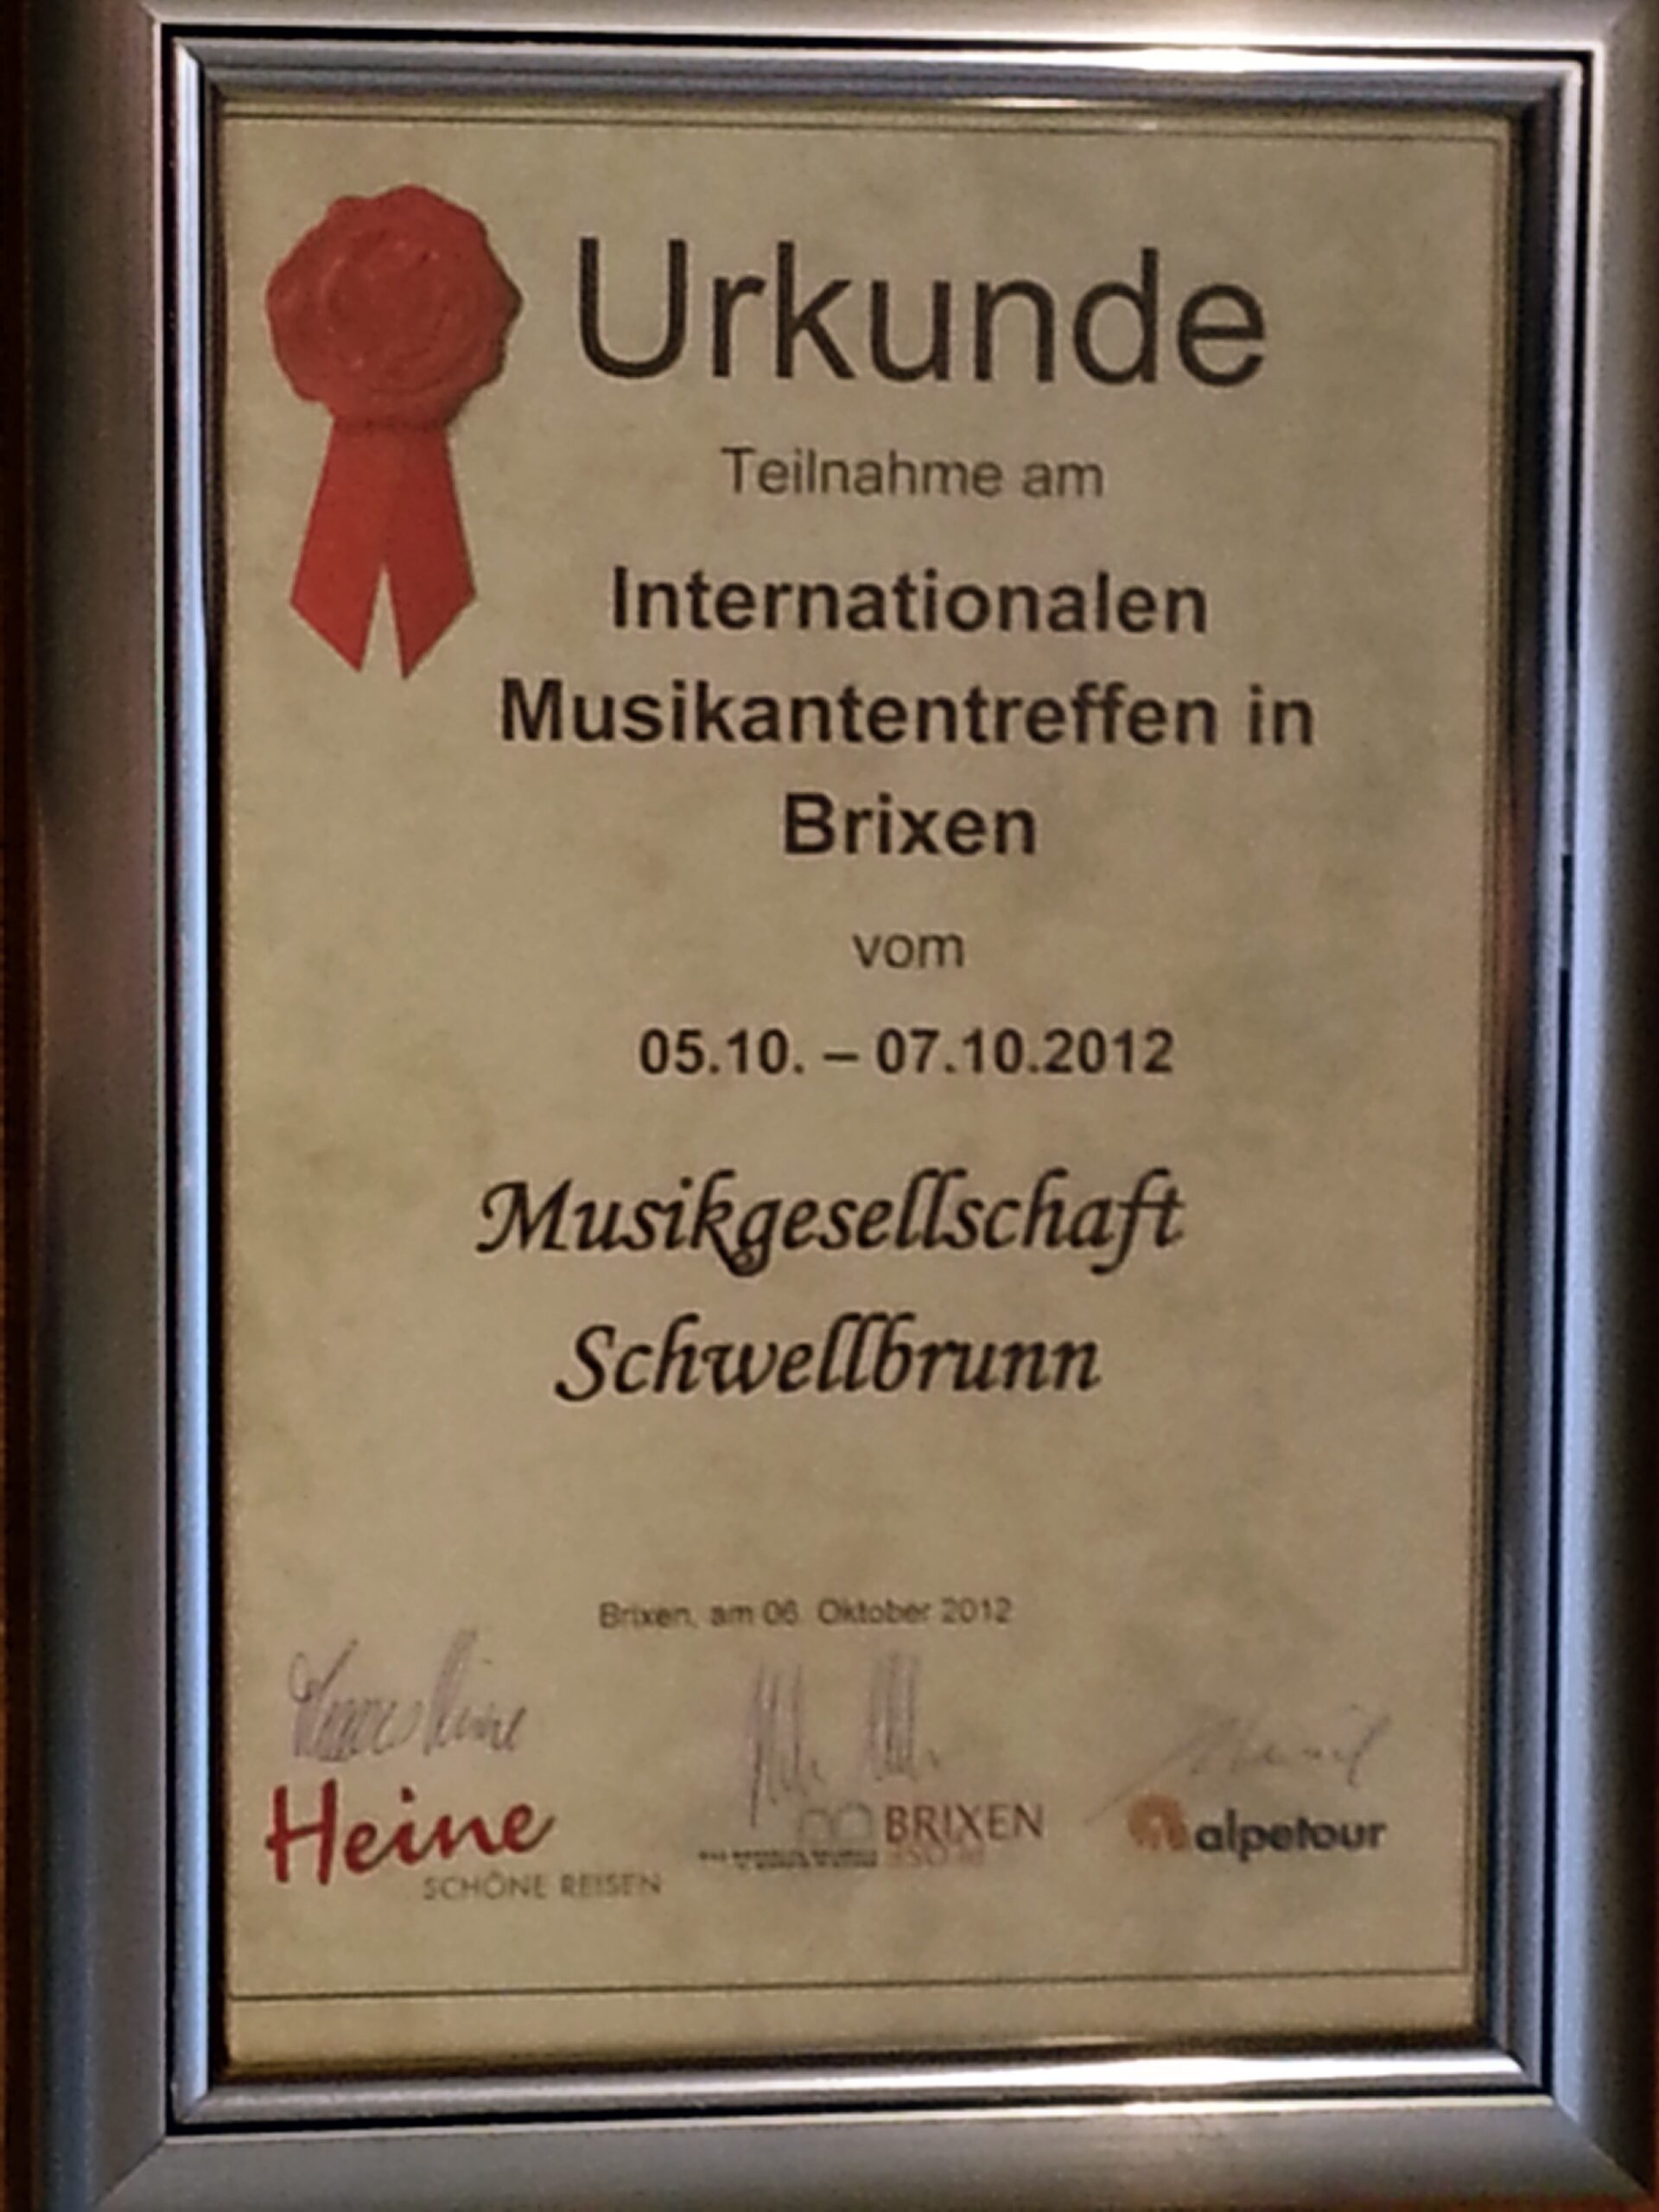 Urkunde
Teilnahme am
Internationalen
Musikantentreffen in
Brixen
vom
05.10. – 07.10.2012
Musikgesellschaft
Schwellbrunn
Brixen, am 06. Oktober 2012
Heine
SCHÖNE REISEN
BRIXEN
alpetour